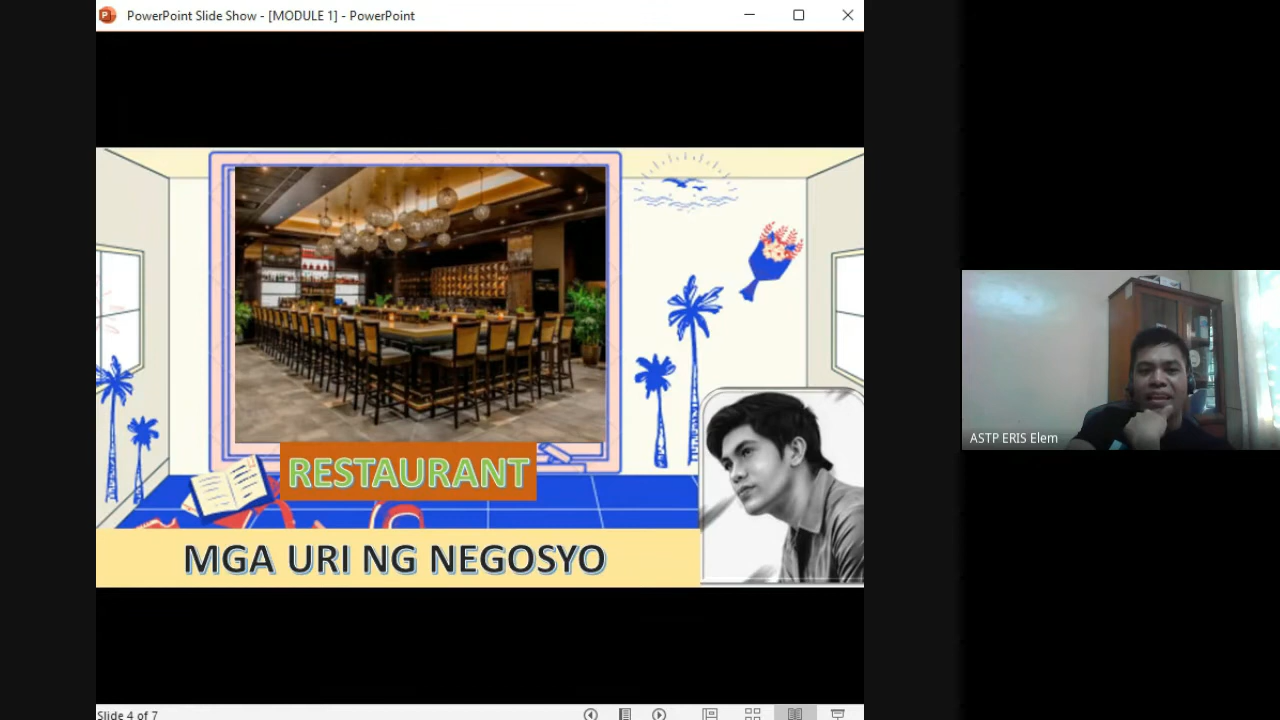 PowerPoint Slide Show - [MODULE 1] - PowerPoint
RESTAURANT
MGA URI NG NEGOSYO
ASTP ERIS Elem
Slide 4 of 7